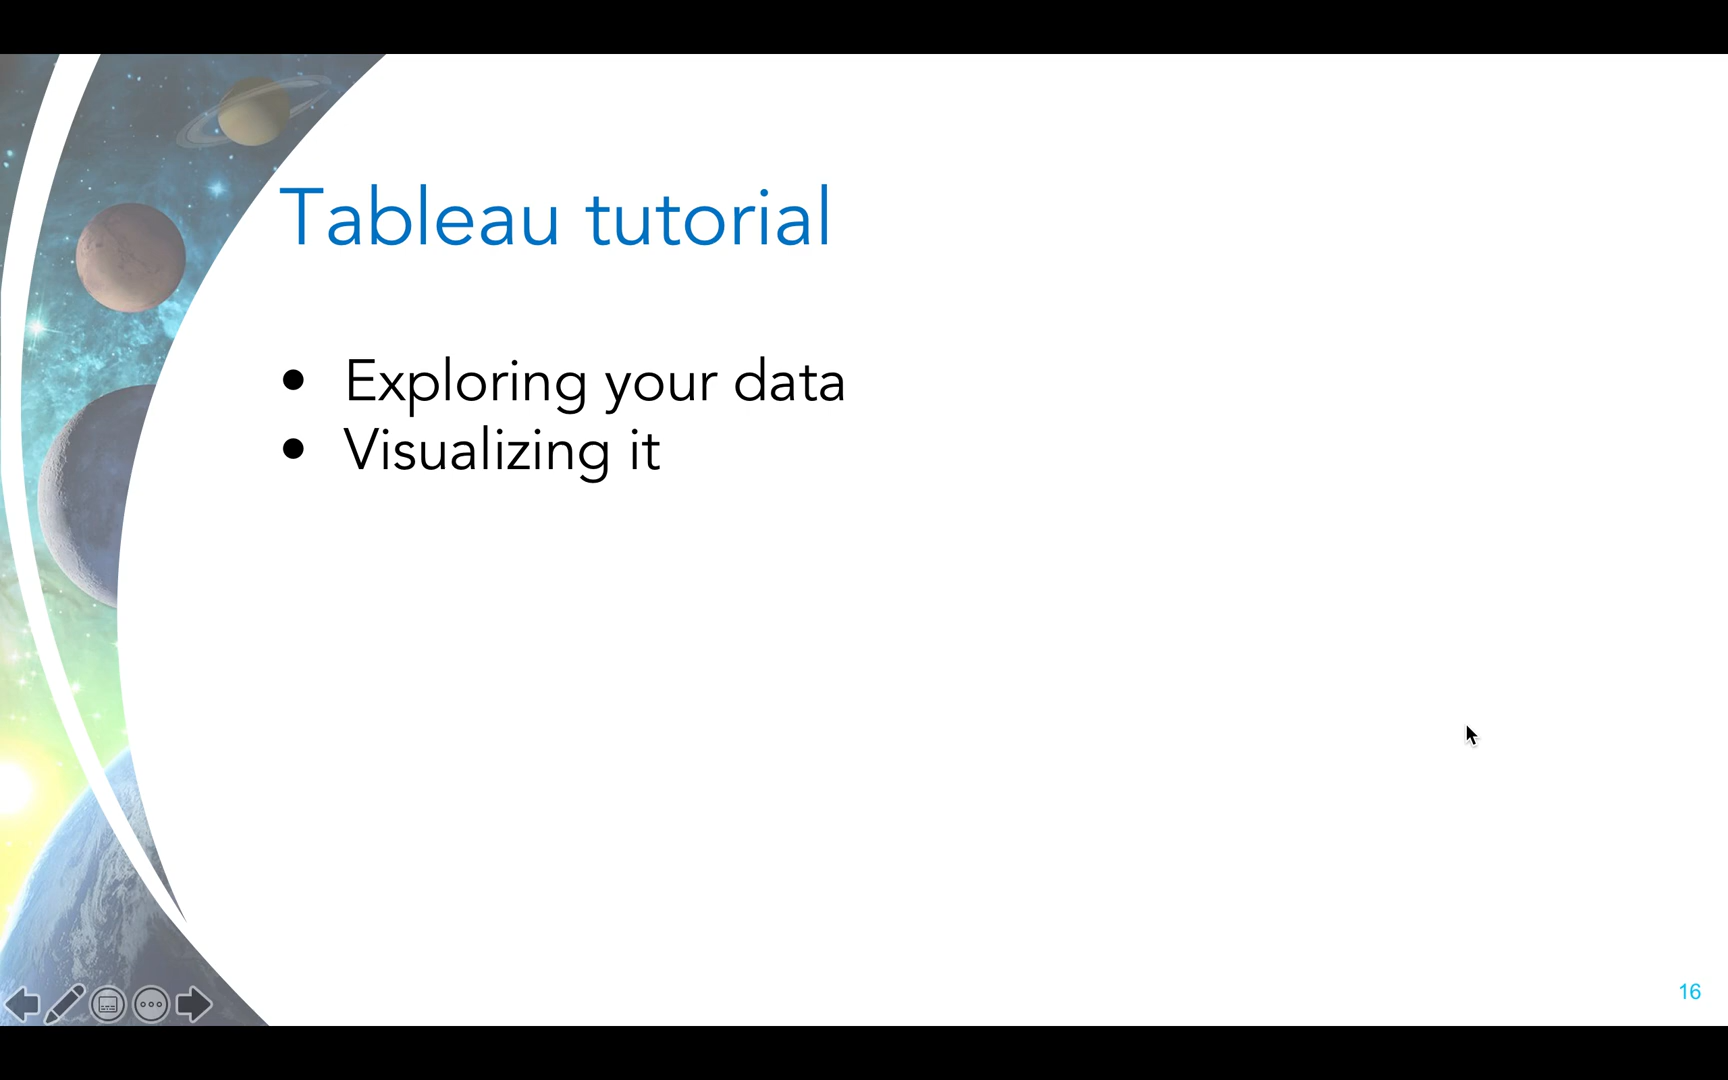 Tableau tutorial
• Exploring your data
• Visualizing it
16